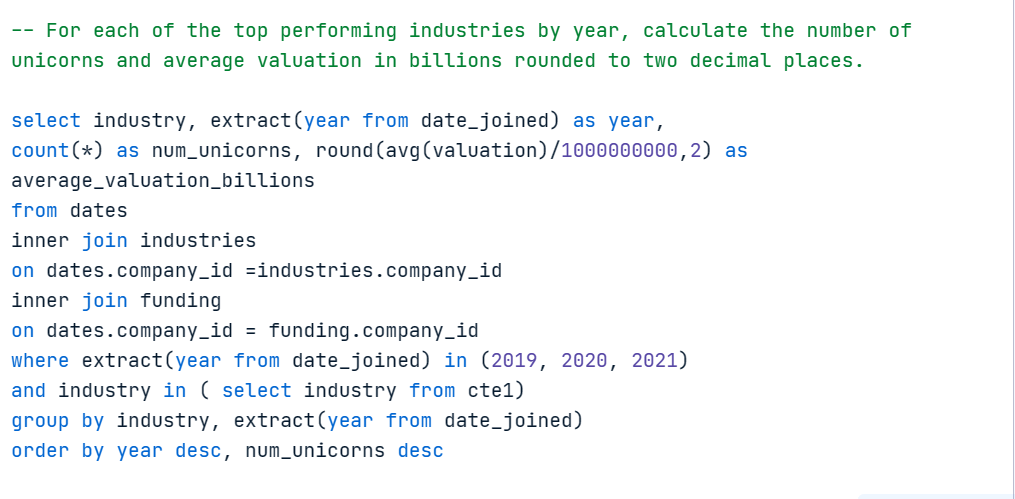 -- For each of the top performing industries by year, calculate the number of
unicorns and average valuation in billions rounded to two decimal places.
select industry, extract(year from date_joined) as year,
count(*) as num_unicorns, round(avg(valuation)/1000000000,2) as
average_valuation_billions
from dates
inner join industries
on dates.company_id =industries.company_id
inner join funding
on dates.company_id = funding.company_id
where extract(year from date_joined) in (2019, 2020, 2021)
and industry in ( select industry from cte1)
group by industry, extract(year from date_joined)
order by year desc, num_unicorns desc